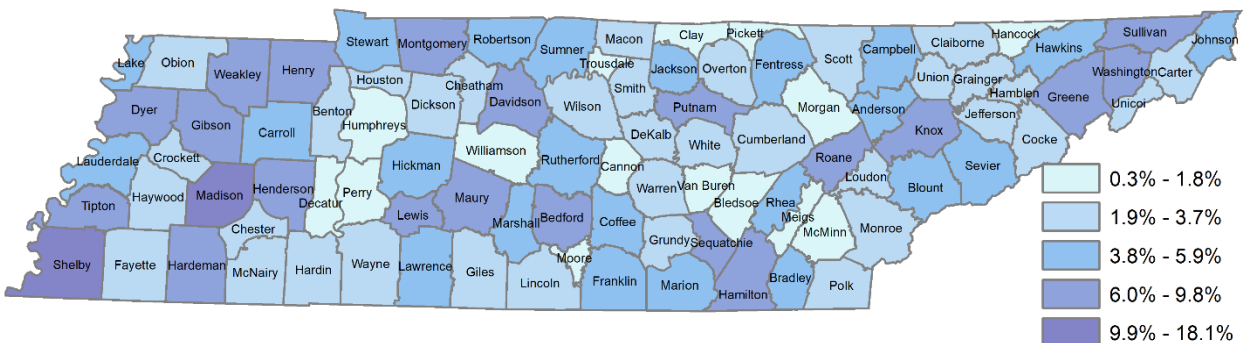 Stewart
Montgomery
Robertson
Sumner
Macon
Clay
Pickett
Hancock
Sullivan
Johnson
Lake
Obion
Weakley
Henry
Houston
Cheatham
Trousdale
Jackson
Overton
Fentress
Scott
Campbell
Claiborne
Hawkins
Washington
Carter
Dyer
Gibson
Carroll
Benton
Humphreys
Dickson
Davidson
Wilson
Smith
Putnam
Morgan
Anderson
Union
Grainger
Hamblen
Greene
Unicoi
Lauderdale
Crockett
Madison
Henderson
Decatur
Perry
Hickman
Williamson
Rutherford
Cannon
DeKalb
White
Cumberland
Roane
Knox
Jefferson
Cocke
Tipton
Haywood
Chester
Lewis
Maury
Marshall
Bedford
Coffee
Warren
Van Buren
Bledsoe
Rhea
Meigs
Loudon
Blount
Sevier
Shelby
Fayette
Hardeman
McNairy
Hardin
Wayne
Lawrence
Giles
Lincoln
Moore
Franklin
Grundy
Sequatchie
Marion
Hamilton
Bradley
McMinn
Polk
Monroe
0.3% - 1.8%
1.9% - 3.7%
3.8% - 5.9%
6.0% - 9.8%
9.9% - 18.1%